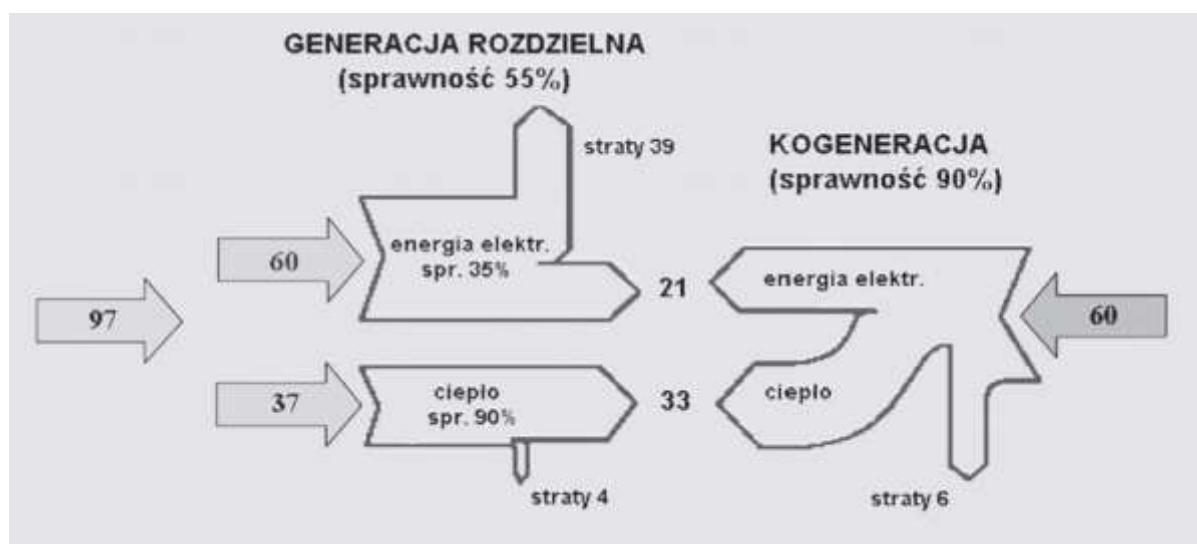 GENERACJA ROZDZIELNA
(sprawność 55%)
straty 39
KOGENERACJA
(sprawność 90%)
60
energia elektr.
spr. 35%
21
energia elektr.
97
60
37
ciepło
spr. 90%
33
ciepło
straty 4
straty 6